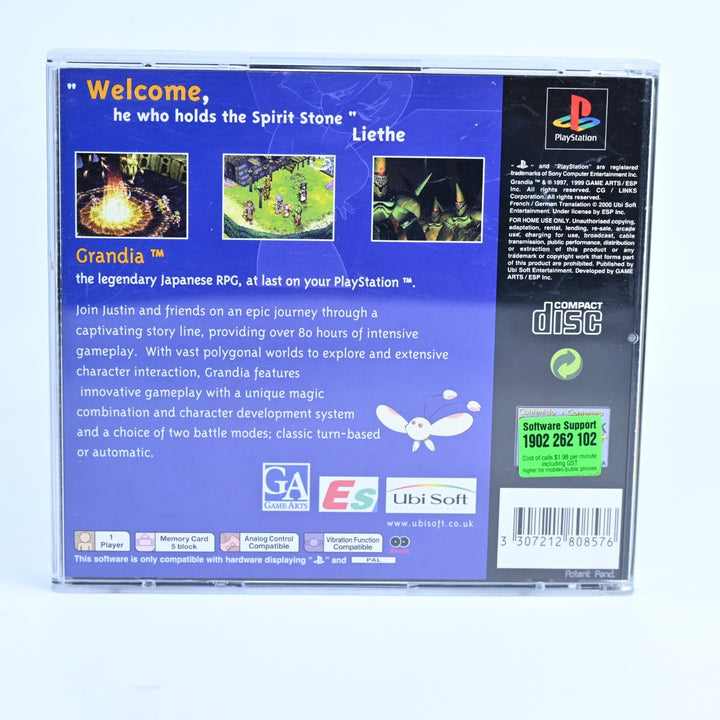 " Welcome,
he who holds the Spirit Stone "
Liethe
Grandia ™
the legendary Japanese RPG, at last on your PlayStation ™.
Join Justin and friends on an epic journey through a
captivating story line, providing over 80 hours of intensive
gameplay. With vast polygonal worlds to explore and extensive
character interaction, Grandia features
innovative gameplay with a unique magic
combination and character development system
and a choice of two battle modes; classic turn-based
or automatic.
GA
GAME ARTS
Es
Ubi Soft
www.ubisoft.co.uk
1
Player
Memory Card
5 block
Analog Control
Compatible
Vibration Function
Compatible
2 Discs
This software is only compatible with hardware displaying " " and PAL
PlayStation
" " and "PlayStation" are registered
trademarks of Sony Computer Entertainment Inc.
Grandia ™ & ® 1997, 1999 GAME ARTS / ESP
Inc. All rights reserved. CG / LINKS
Corporation. All rights reserved.
French / German Translation © 2000 Ubi Soft
Entertainment. Under license by ESP Inc.
FOR HOME USE ONLY. Unauthorised copying,
adaptation, rental, lending, re-sale, arcade
use, charging for use, broadcast, cable
transmission, public performance, distribution
or extraction of this product or any
trademark or copyright work that forms part
of this product are prohibited. Published by
Ubi Soft Entertainment. Developed by GAME
ARTS / ESP Inc.
COMPACT
disc
Contenido - Contenuto
Software Support
1902 262 102
Cost of calls $1.98 per minute
including GST
higher for mobiles/public phones
3 307212 808576
Patent Pend.